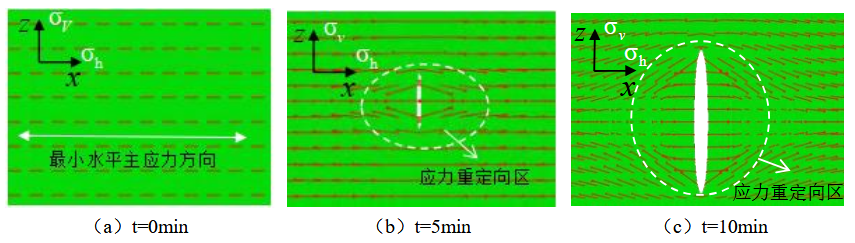 z σV
σh
x
最小水平主应力方向
z σv
σh
x
应力重定向区
z σv
σh
x
应力重定向区
（a）t=0min
（b）t=5min
（c）t=10min